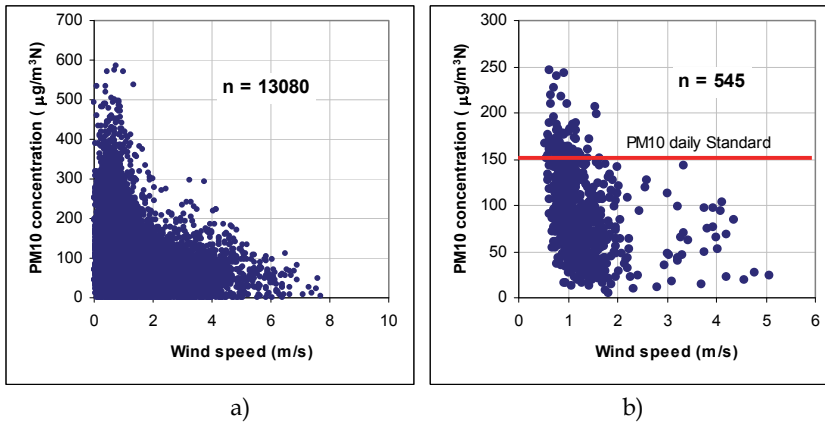 700
600
500
400
300
200
100
0
PM10 concentration ( μg/m³N)
n = 13080
0 2 4 6 8 10
Wind speed (m/s)
a)
300
250
200
150
100
50
0
PM10 concentration ( μg/m³N)
n = 545
PM10 daily Standard
0 1 2 3 4 5 6
Wind speed (m/s)
b)